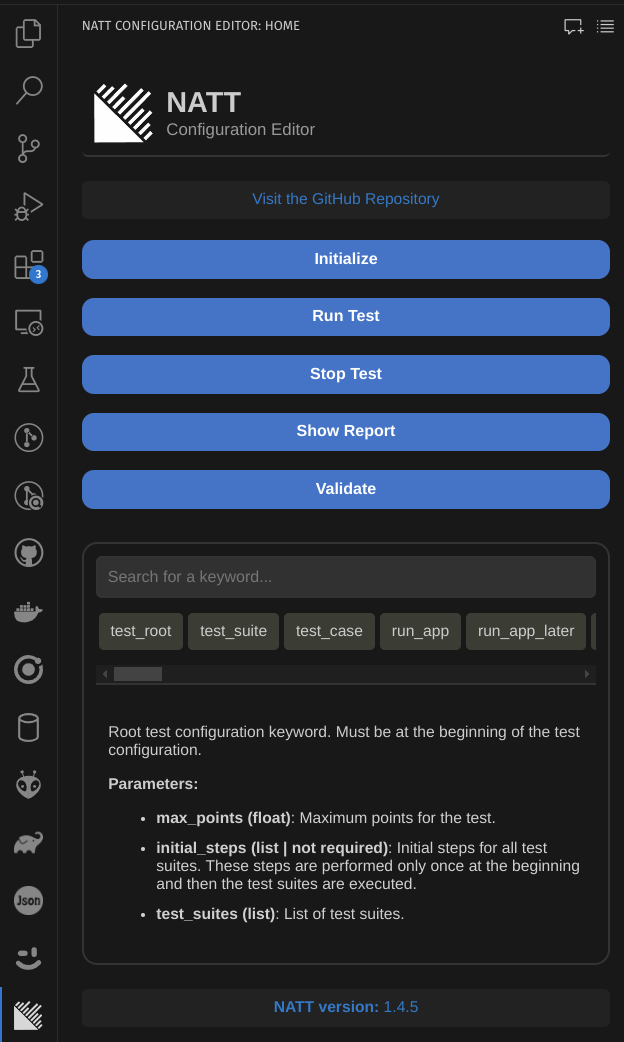 NATT CONFIGURATION EDITOR: HOME
NATT
Configuration Editor
Visit the GitHub Repository
Initialize
Run Test
Stop Test
Show Report
Validate
3
Search for a keyword...
test_root test_suite test_case run_app run_app_later
Root test configuration keyword. Must be at the beginning of the test
configuration.
Parameters:
• max_points (float): Maximum points for the test.
• initial_steps (list | not required): Initial steps for all test
suites. These steps are performed only once at the beginning
and then the test suites are executed.
• test_suites (list): List of test suites.
Json
NATT version: 1.4.5